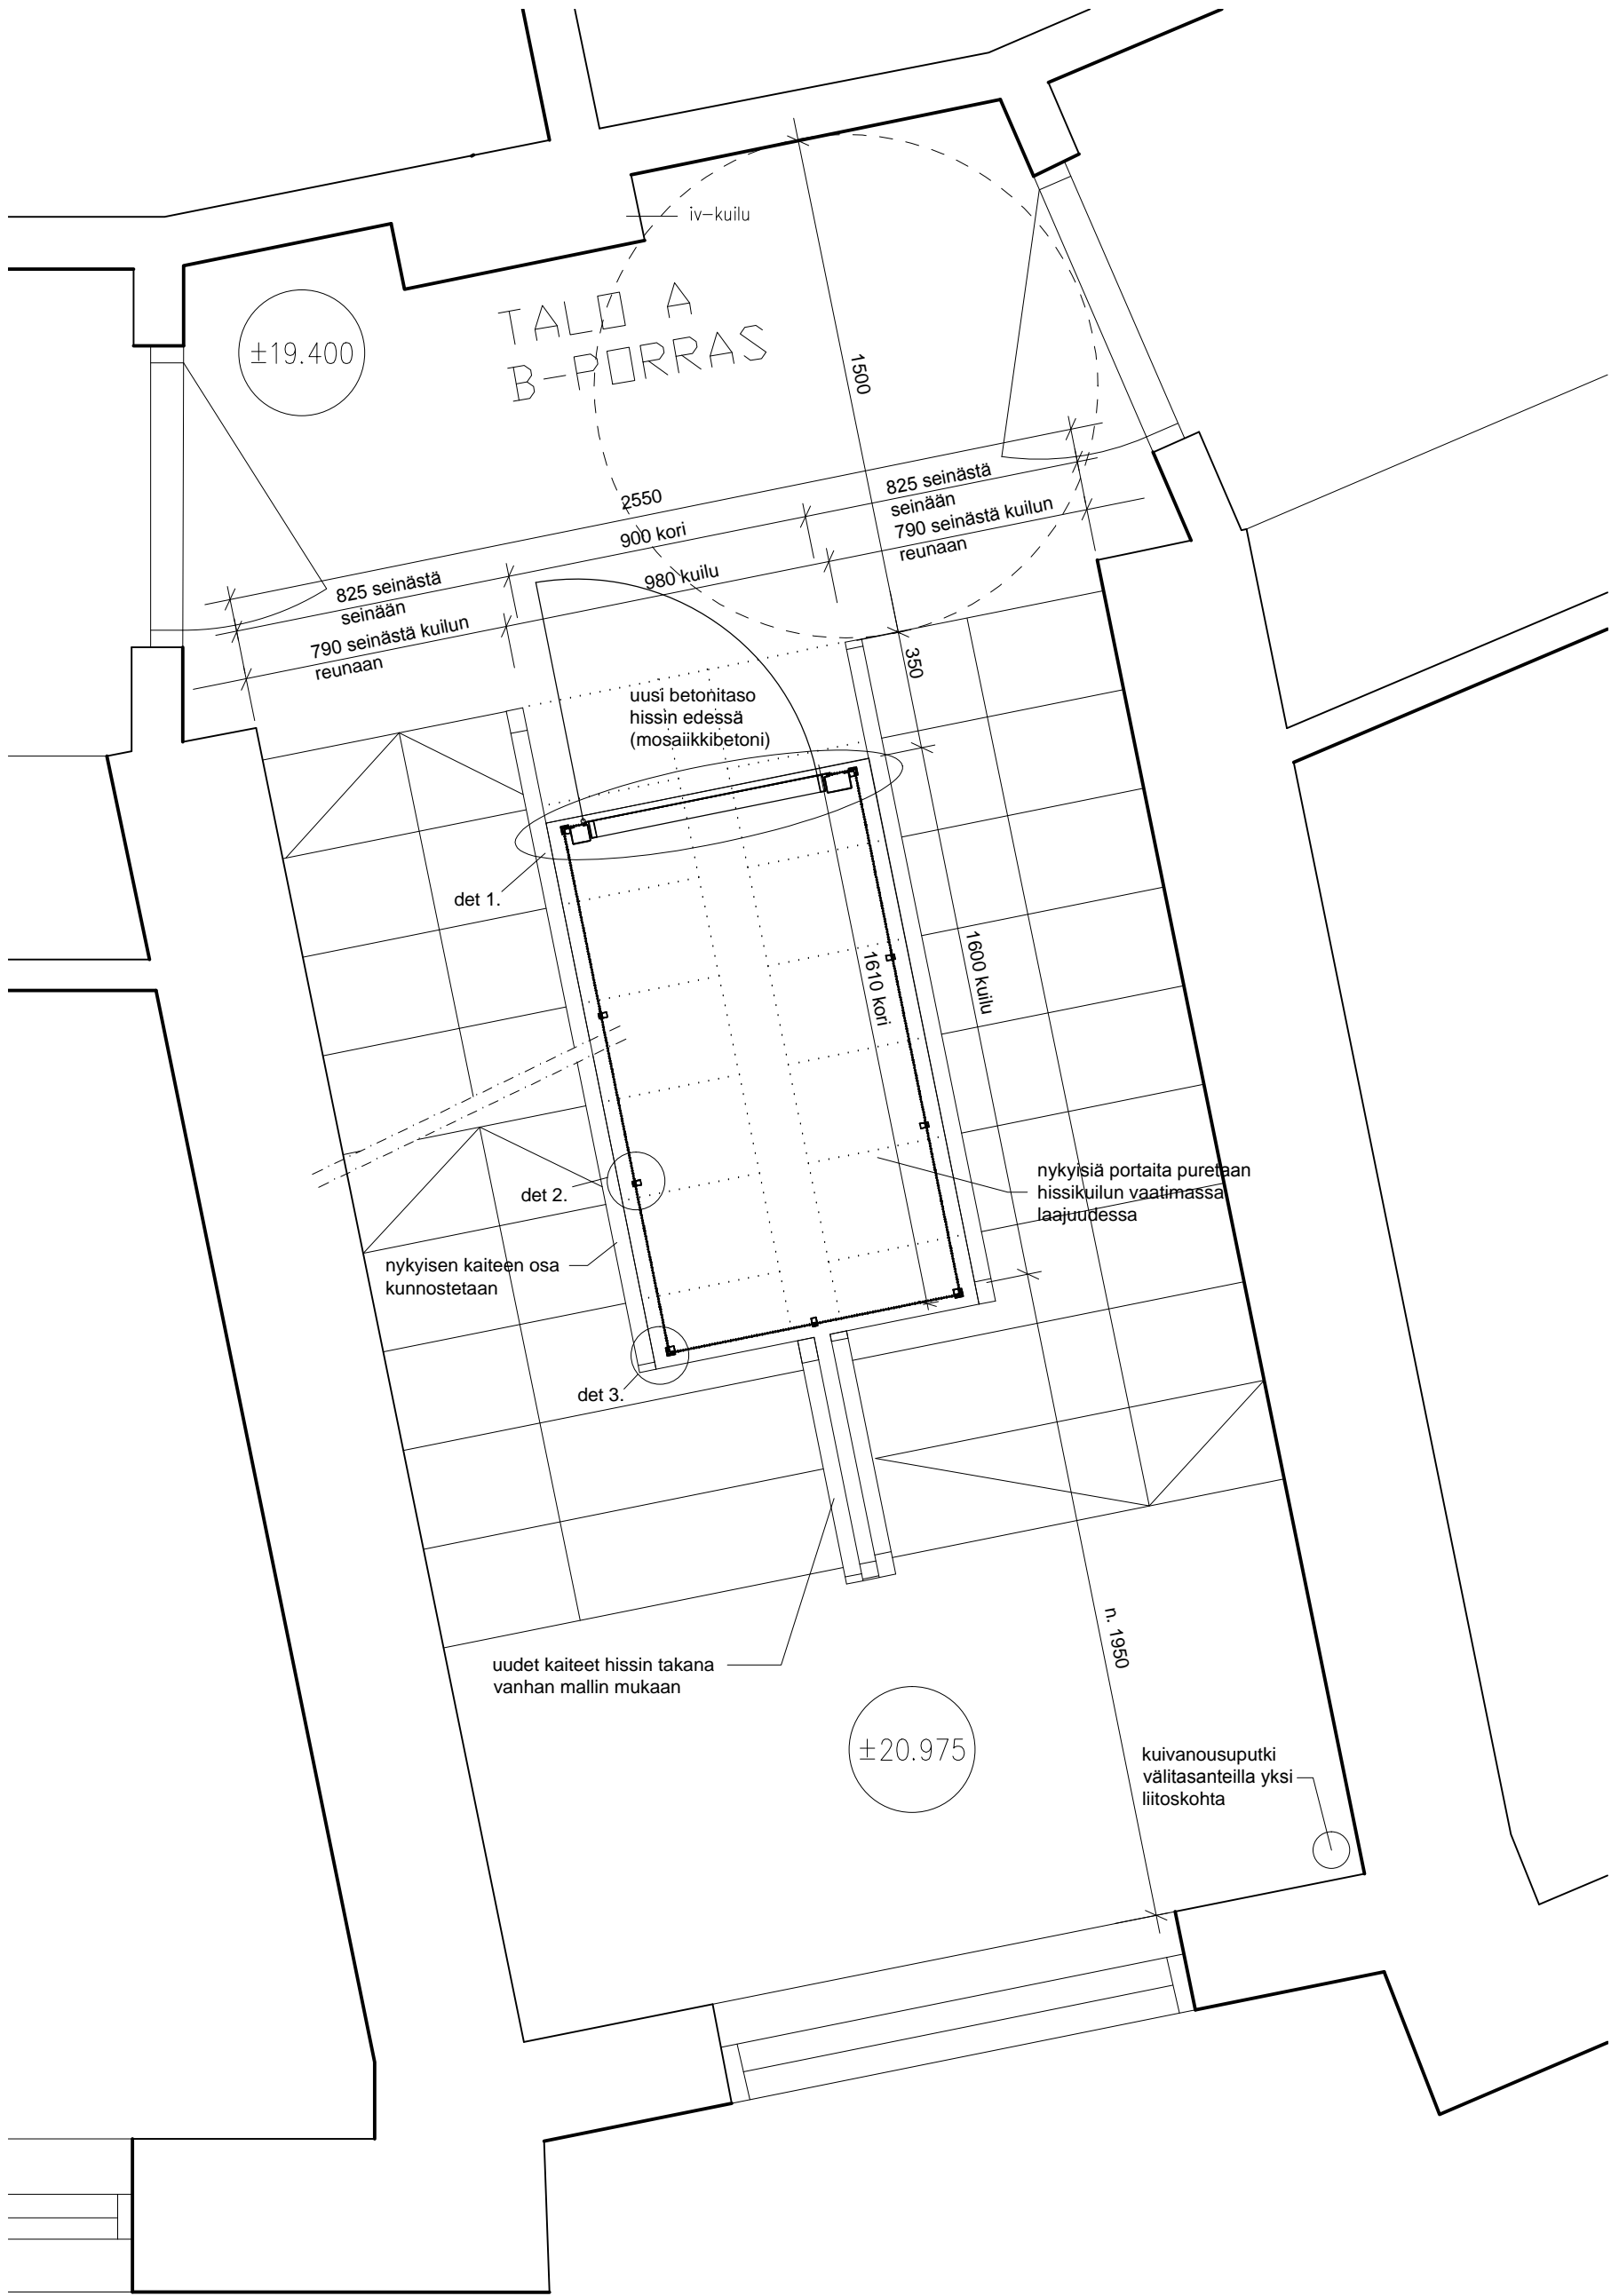 iv-kuilu
±19.400
TALO A
B-PORRAS
1500
2550
900 kori
980 kuilu
825 seinästä
seinään
790 seinästä kuilun
reunaan
825 seinästä
seinään
790 seinästä kuilun
reunaan
350
uusi betonitaso
hissin edessä
(mosaiikkibetoni)
det 1.
1610 kori
1600 kuilu
nykyisiä portaita puretaan
hissikuilun vaatimassa
laajuudessa
det 2.
nykyisen kaiteen osa
kunnostetaan
det 3.
n. 1950
uudet kaiteet hissin takana
vanhan mallin mukaan
±20.975
kuivanousuputki
välitasanteilla yksi
liitoskohta